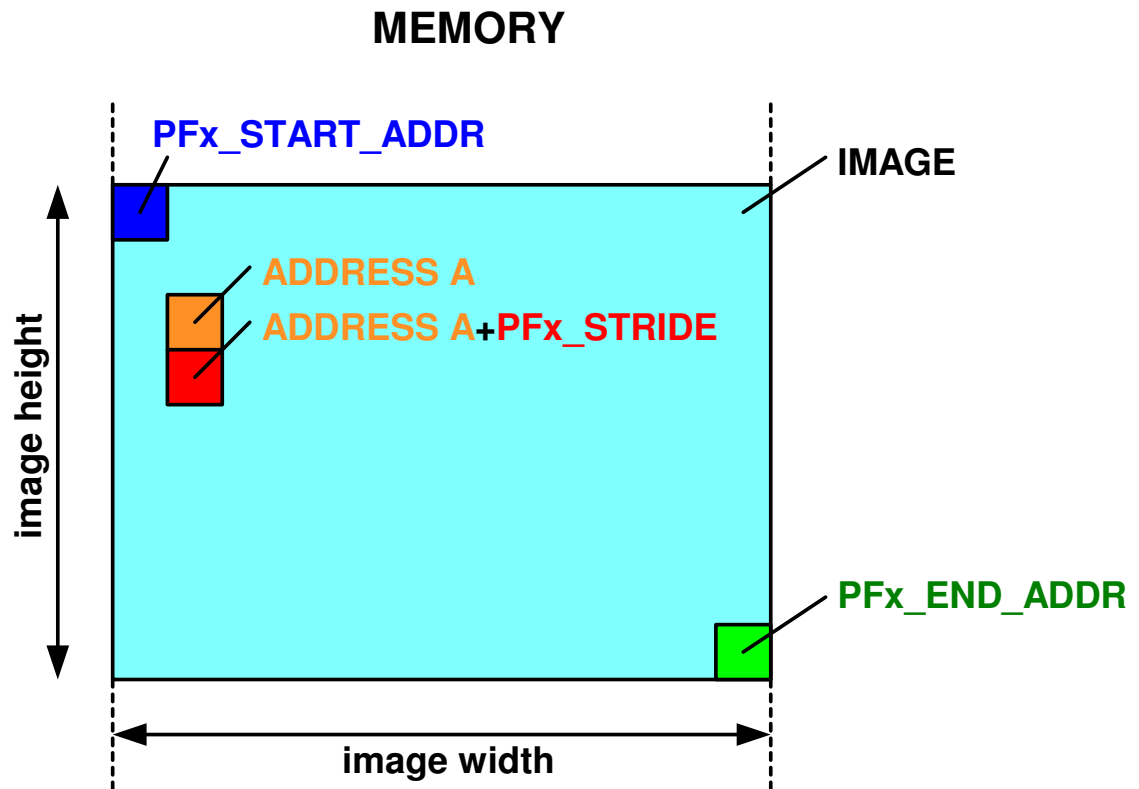 MEMORY
PFx_START_ADDR
IMAGE
ADDRESS A
ADDRESS A+PFx_STRIDE
image height
PFx_END_ADDR
image width